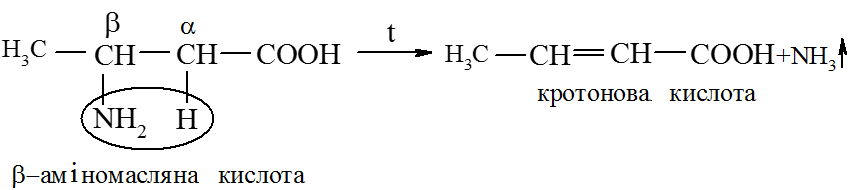 β α
H₃C—CH—CH—COOH —t→ H₃C—CH=CH—COOH+NH₃↑
NH₂ H
кротонова кислота
β–аміномасляна кислота